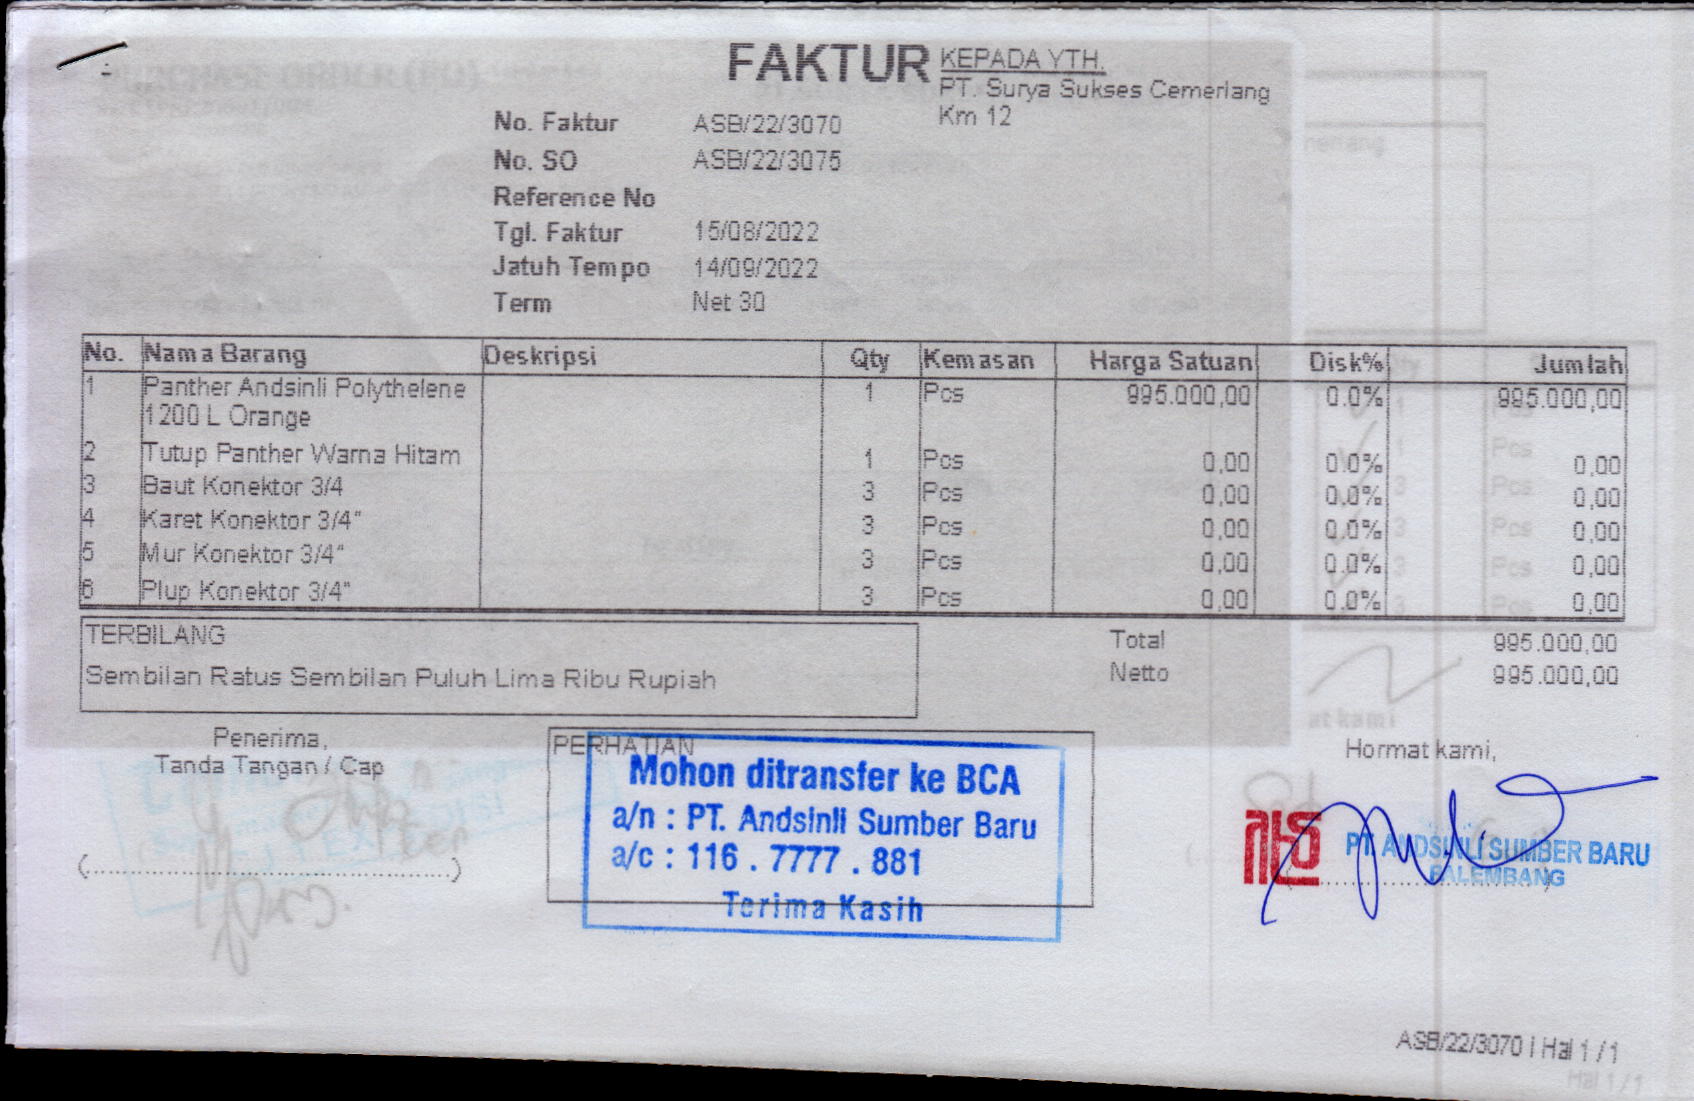 FAKTUR
KEPADA YTH.
PT. Surya Sukses Cemerlang
Km 12
No. Faktur ASB/22/3070
No. SO ASB/22/3075
Reference No
Tgl. Faktur 15/08/2022
Jatuh Tempo 14/09/2022
Term Net 30
No. Nama Barang Deskripsi Qty Kemasan Harga Satuan Disk% Jumlah
1 Panther Andsinli Polythelene 1 Pcs 995.000,00 0.0% 995.000,00
1200 L Orange
2 Tutup Panther Warna Hitam 1 Pcs 0,00 0.0% 0,00
3 Baut Konektor 3/4 3 Pcs 0,00 0.0% 0,00
4 Karet Konektor 3/4" 3 Pcs 0,00 0.0% 0,00
5 Mur Konektor 3/4" 3 Pcs 0,00 0.0% 0,00
6 Plup Konektor 3/4" 3 Pcs 0,00 0.0% 0,00
TERBILANG
Sembilan Ratus Sembilan Puluh Lima Ribu Rupiah
Total 995.000,00
Netto 995.000,00
Penerima,
Tanda Tangan / Cap
(..............................)
PERHATIAN
Mohon ditransfer ke BCA
a/n : PT. Andsinli Sumber Baru
a/c : 116 . 7777 . 881
Terima Kasih
Hormat kami,
PT. ANDSINLI SUMBER BARU
PALEMBANG
ASB/22/3070 | Hal 1 / 1
Hal 1 / 1